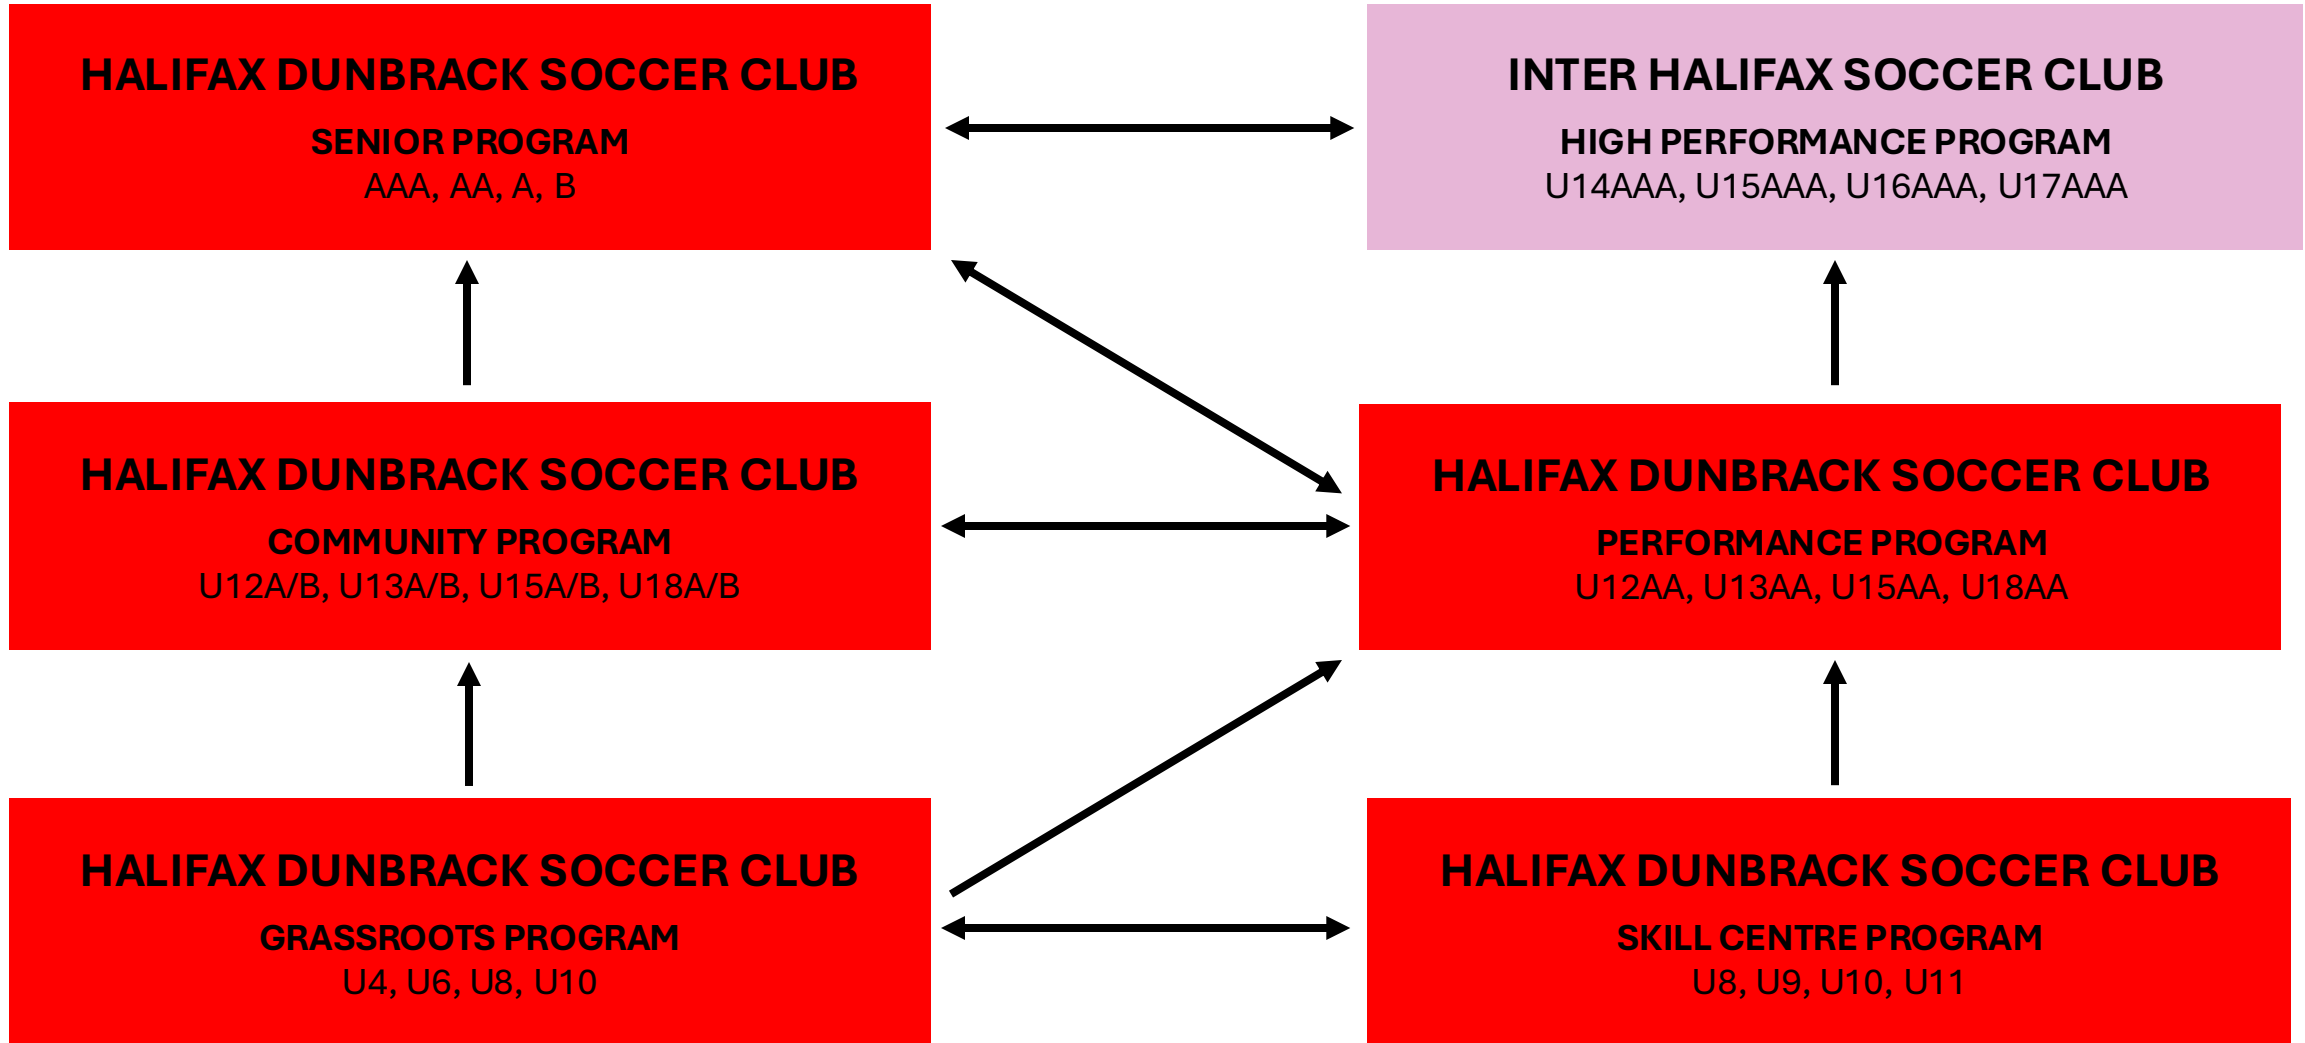 HALIFAX DUNBRACK SOCCER CLUB
SENIOR PROGRAM
AAA, AA, A, B
INTER HALIFAX SOCCER CLUB
HIGH PERFORMANCE PROGRAM
U14AAA, U15AAA, U16AAA, U17AAA
HALIFAX DUNBRACK SOCCER CLUB
COMMUNITY PROGRAM
U12A/B, U13A/B, U15A/B, U18A/B
HALIFAX DUNBRACK SOCCER CLUB
PERFORMANCE PROGRAM
U12AA, U13AA, U15AA, U18AA
HALIFAX DUNBRACK SOCCER CLUB
GRASSROOTS PROGRAM
U4, U6, U8, U10
HALIFAX DUNBRACK SOCCER CLUB
SKILL CENTRE PROGRAM
U8, U9, U10, U11